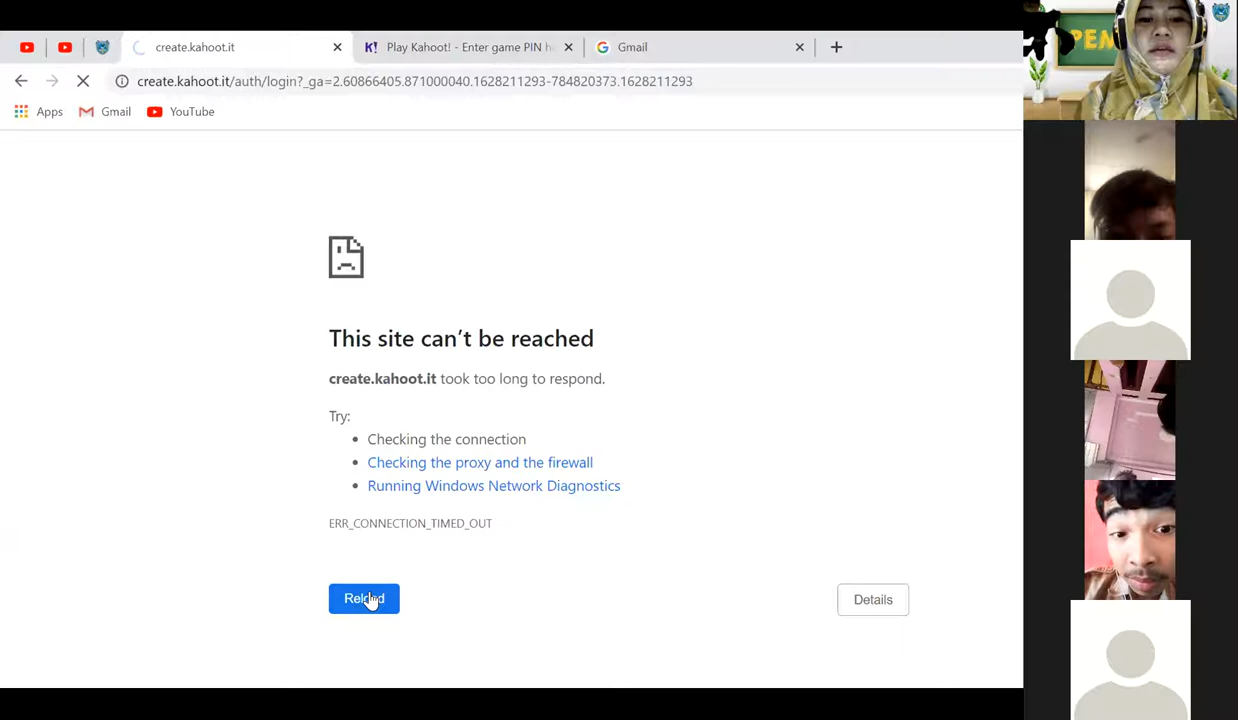 create.kahoot.it
K! Play Kahoot! - Enter game PIN h
G Gmail
create.kahoot.it/auth/login?_ga=2.60866405.871000040.1628211293-784820373.1628211293
Apps Gmail YouTube
PEM
This site can’t be reached
create.kahoot.it took too long to respond.
Try:
• Checking the connection
• Checking the proxy and the firewall
• Running Windows Network Diagnostics
ERR_CONNECTION_TIMED_OUT
Reload
Details